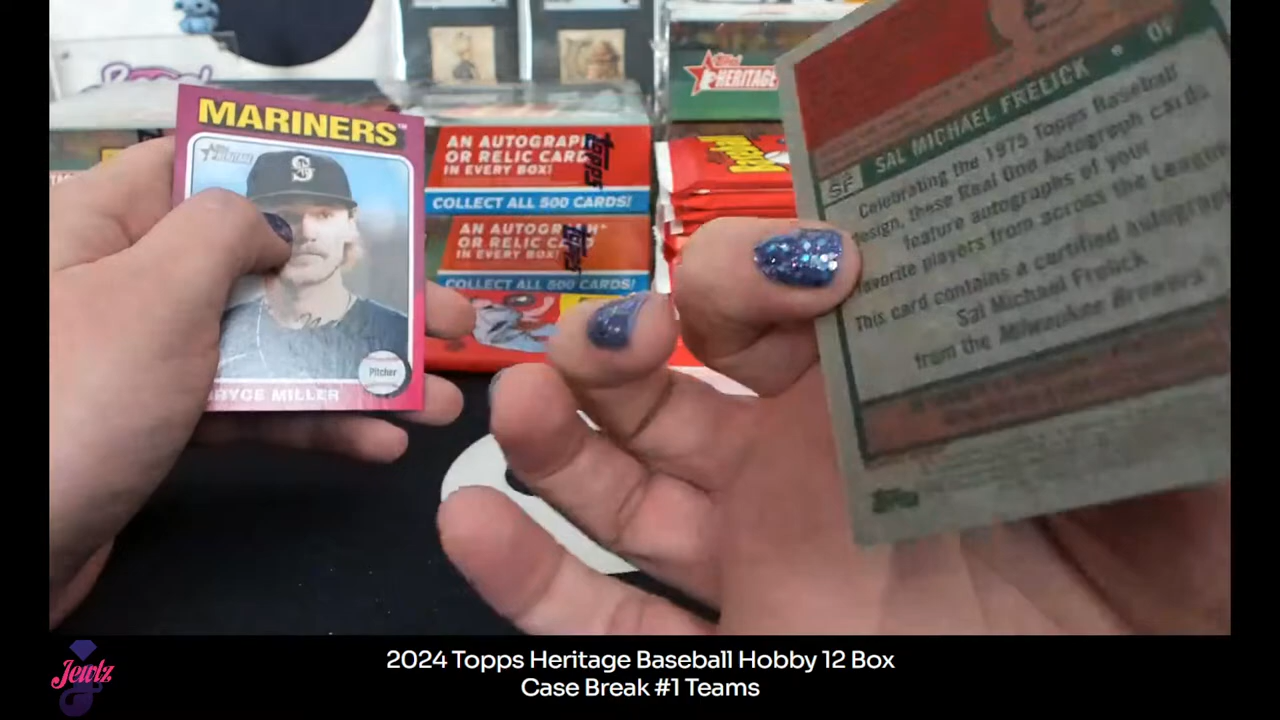 MARINERS™
HERITAGE
BRYCE MILLER
Pitcher
AN AUTOGRAPH
OR RELIC CARD
IN EVERY BOX!
Topps
COLLECT ALL 500 CARDS!
AN AUTOGRAPH
OR RELIC CARD
IN EVERY BOX!
Topps
COLLECT ALL 500 CARDS!
HERITAGE
SAL MICHAEL FRELICK • OF
SF
Celebrating the 1975 Topps Baseball
design, these Real One Autograph cards
feature autographs of your
favorite players from across the League
This card contains a certified autograph
Sal Michael Frelick
from the Milwaukee Brewers
Jewlz
2024 Topps Heritage Baseball Hobby 12 Box
Case Break #1 Teams